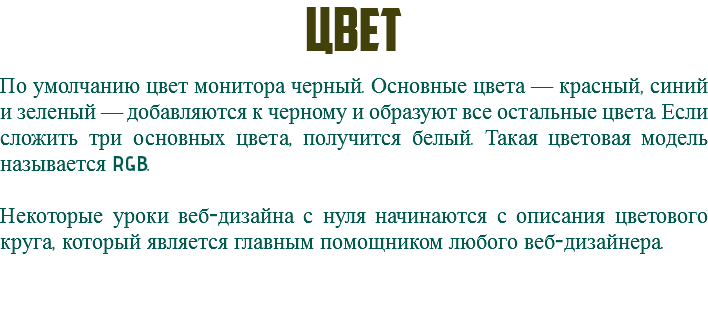 ЦВЕТ
По умолчанию цвет монитора черный. Основные цвета — красный, синий
и зеленый — добавляются к черному и образуют все остальные цвета. Если
сложить три основных цвета, получится белый. Такая цветовая модель
называется RGB.
Некоторые уроки веб-дизайна с нуля начинаются с описания цветового
круга, который является главным помощником любого веб-дизайнера.